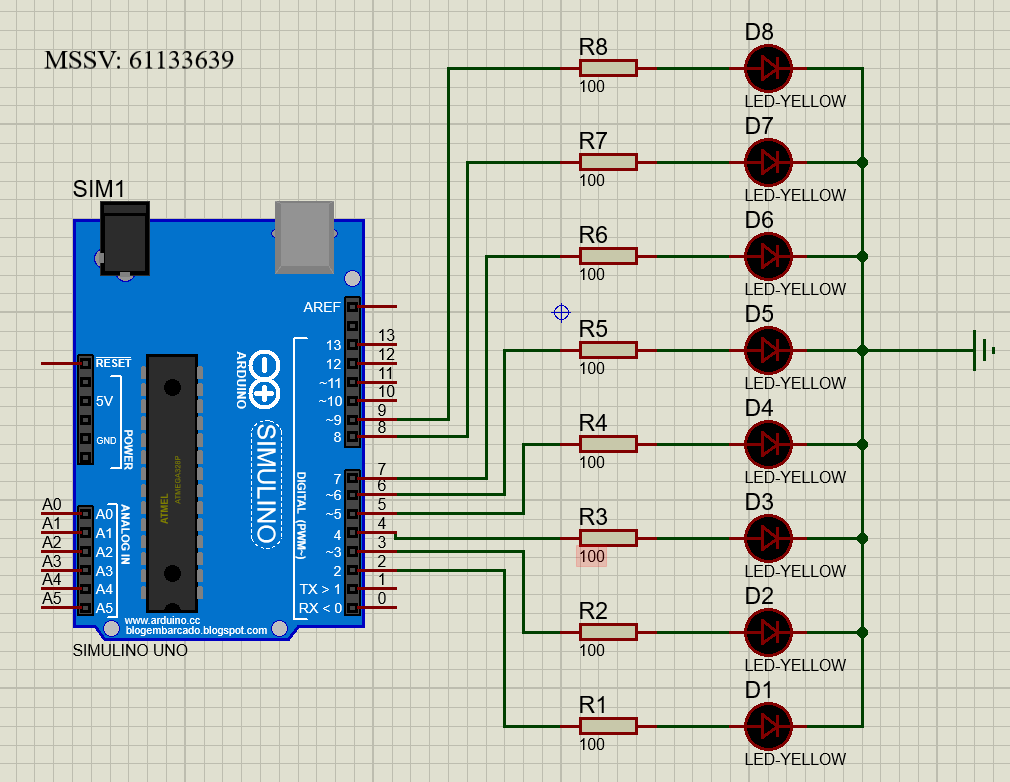 MSSV: 61133639
SIM1
AREF
13
12
~11
~10
~9
8
7
~6
~5
4
~3
2
TX > 1
RX < 0
13
12
11
10
9
8
7
6
5
4
3
2
1
0
RESET
5V
GND
POWER
A0
A1
A2
A3
A4
A5
A0
A1
A2
A3
A4
A5
ANALOG IN
ATMEL
ATMEGA328P
ARDUINO
SIMULINO
DIGITAL (PWM~)
www.arduino.cc
blogembarcado.blogspot.com
SIMULINO UNO
R8
100
D8
LED-YELLOW
R7
100
D7
LED-YELLOW
R6
100
D6
LED-YELLOW
R5
100
D5
LED-YELLOW
R4
100
D4
LED-YELLOW
R3
100
D3
LED-YELLOW
R2
100
D2
LED-YELLOW
R1
100
D1
LED-YELLOW